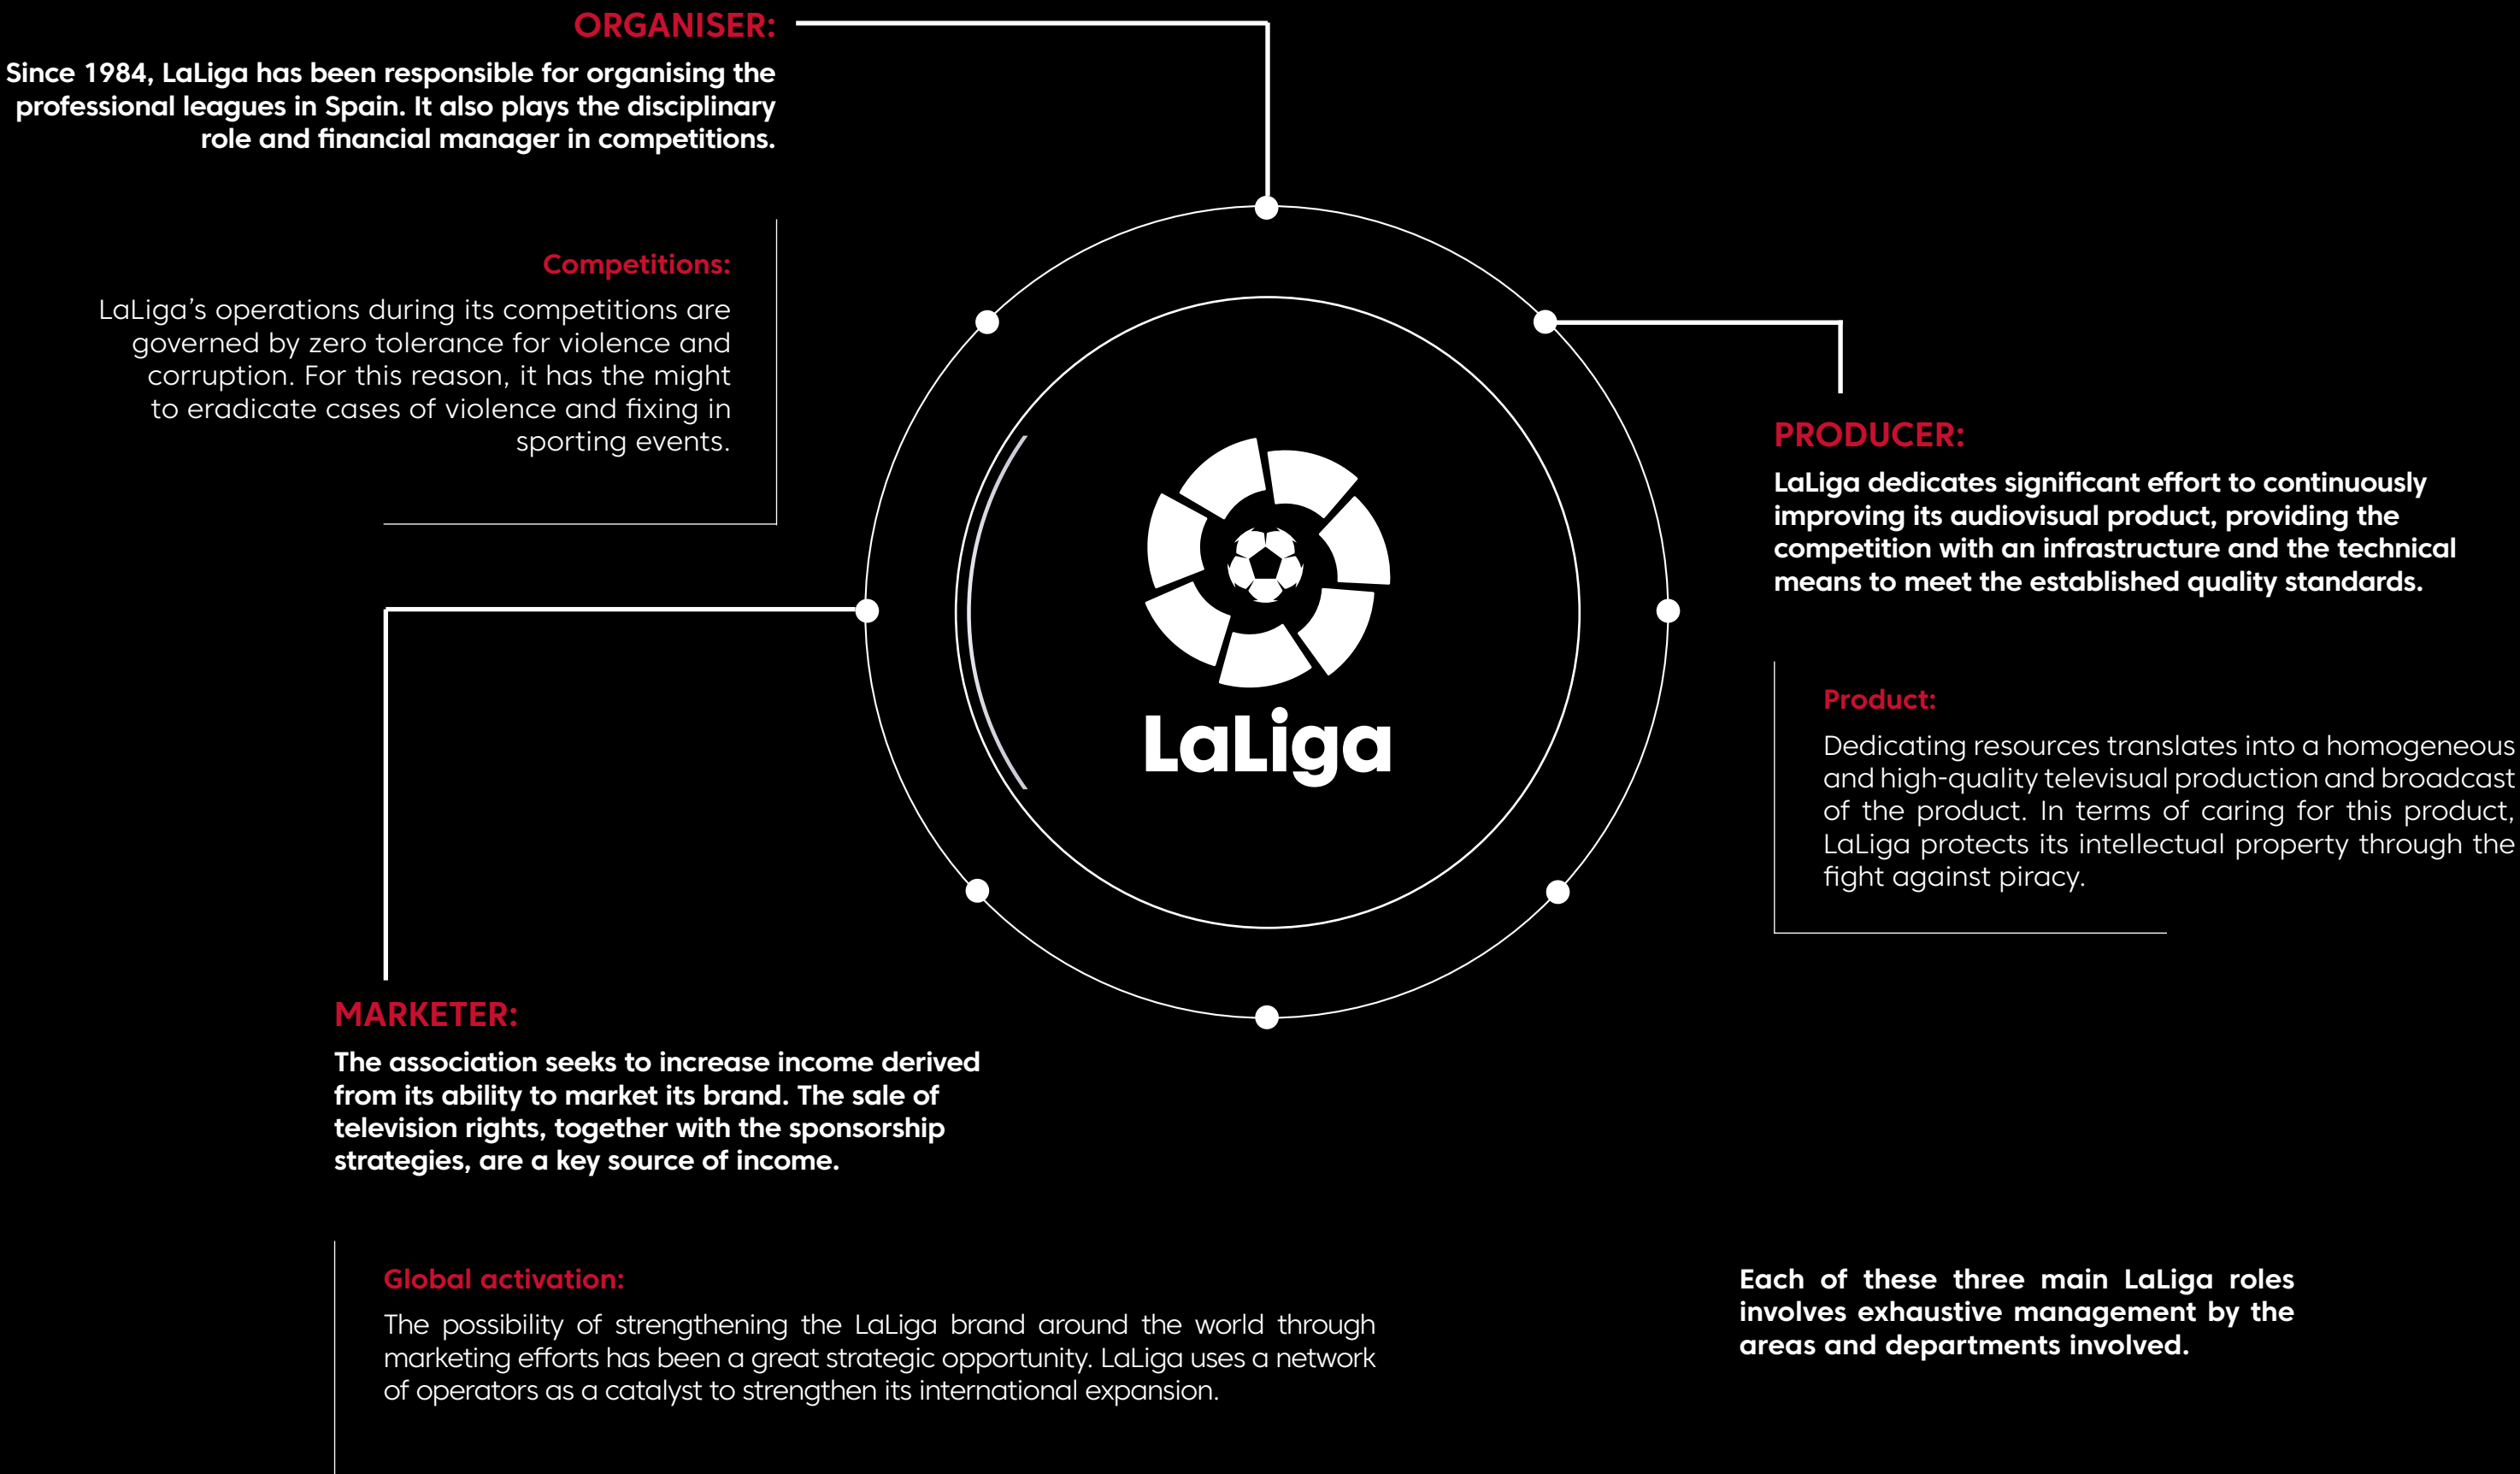 ORGANISER:
Since 1984, LaLiga has been responsible for organising the
professional leagues in Spain. It also plays the disciplinary
role and financial manager in competitions.
Competitions:
LaLiga’s operations during its competitions are
governed by zero tolerance for violence and
corruption. For this reason, it has the might
to eradicate cases of violence and fixing in
sporting events.
LaLiga
PRODUCER:
LaLiga dedicates significant effort to continuously
improving its audiovisual product, providing the
competition with an infrastructure and the technical
means to meet the established quality standards.
Product:
Dedicating resources translates into a homogeneous
and high-quality televisual production and broadcast
of the product. In terms of caring for this product,
LaLiga protects its intellectual property through the
fight against piracy.
MARKETER:
The association seeks to increase income derived
from its ability to market its brand. The sale of
television rights, together with the sponsorship
strategies, are a key source of income.
Global activation:
The possibility of strengthening the LaLiga brand around the world through
marketing efforts has been a great strategic opportunity. LaLiga uses a network
of operators as a catalyst to strengthen its international expansion.
Each of these three main LaLiga roles
involves exhaustive management by the
areas and departments involved.